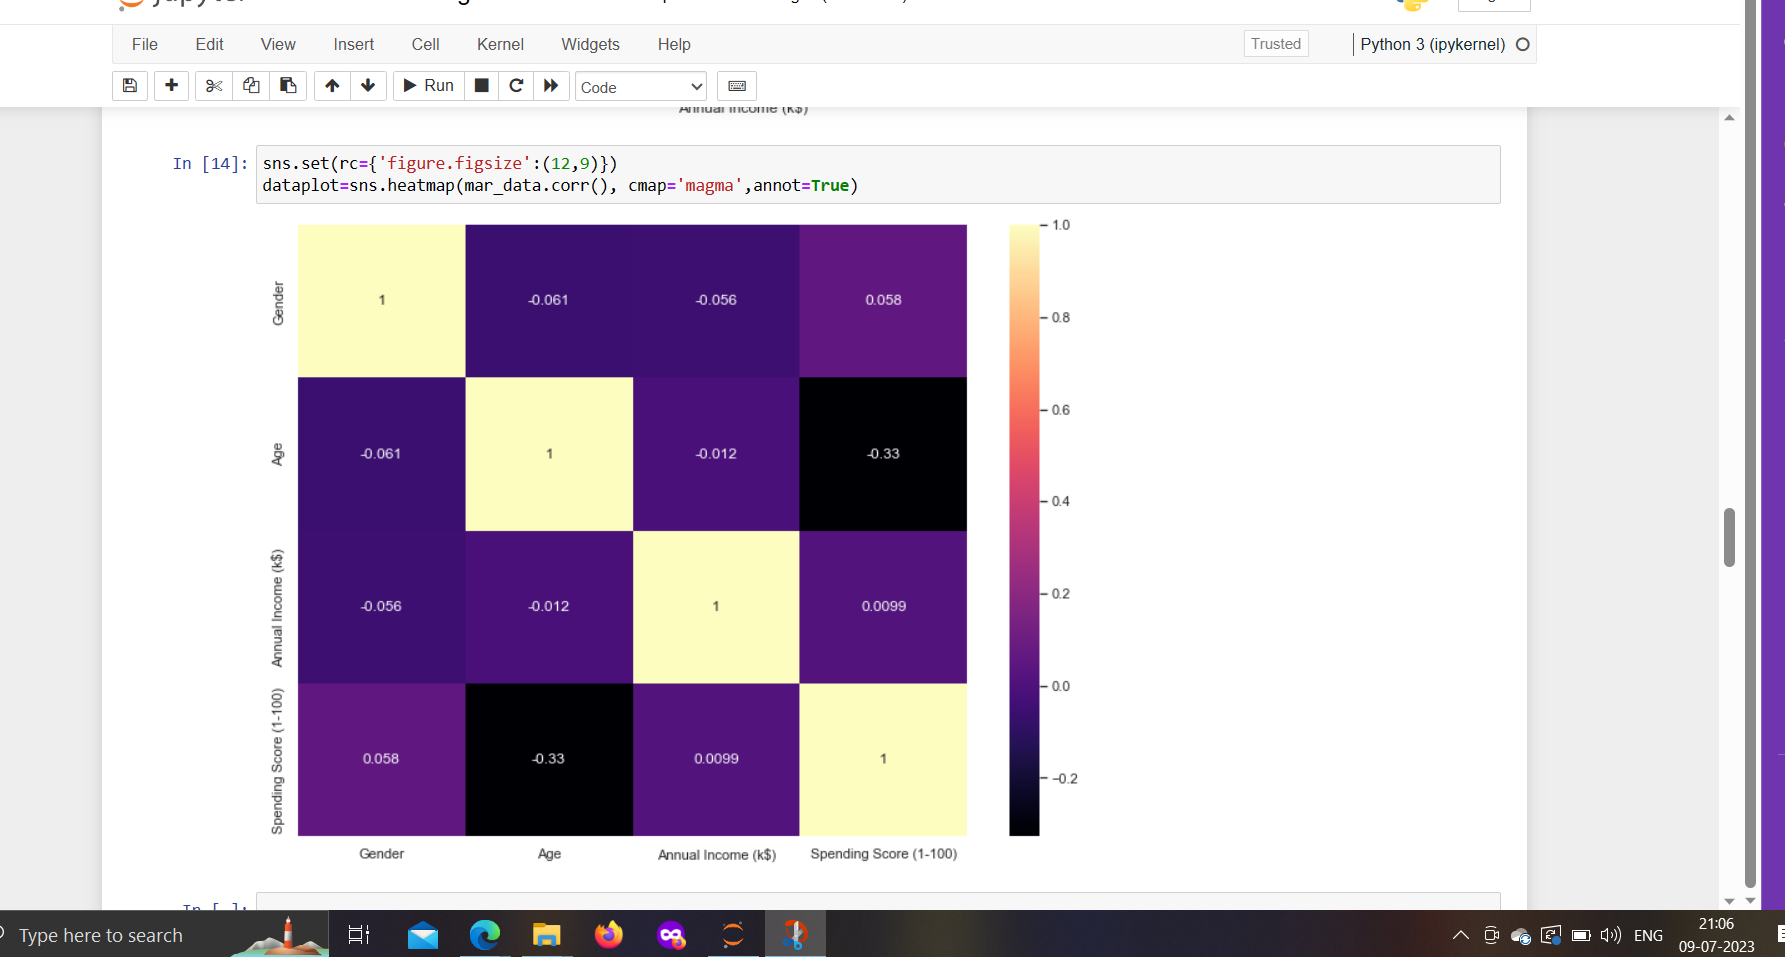 File Edit View Insert Cell Kernel Widgets Help Trusted Python 3 (ipykernel)
Run Code
Annual Income (k$)
In [14]: sns.set(rc={'figure.figsize':(12,9)})
dataplot=sns.heatmap(mar_data.corr(), cmap='magma',annot=True)
1.0
0.8
0.6
0.4
0.2
0.0
-0.2
Gender 1 -0.061 -0.056 0.058
Age -0.061 1 -0.012 -0.33
Annual Income (k$) -0.056 -0.012 1 0.0099
Spending Score (1-100) 0.058 -0.33 0.0099 1
Gender Age Annual Income (k$) Spending Score (1-100)
In [ ]:
Type here to search
ENG
21:06
09-07-2023